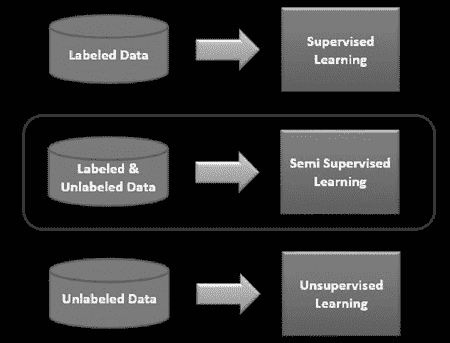 Labeled Data
Supervised
Learning
Labeled &
Unlabeled Data
Semi Supervised
Learning
Unlabeled Data
Unsupervised
Learning